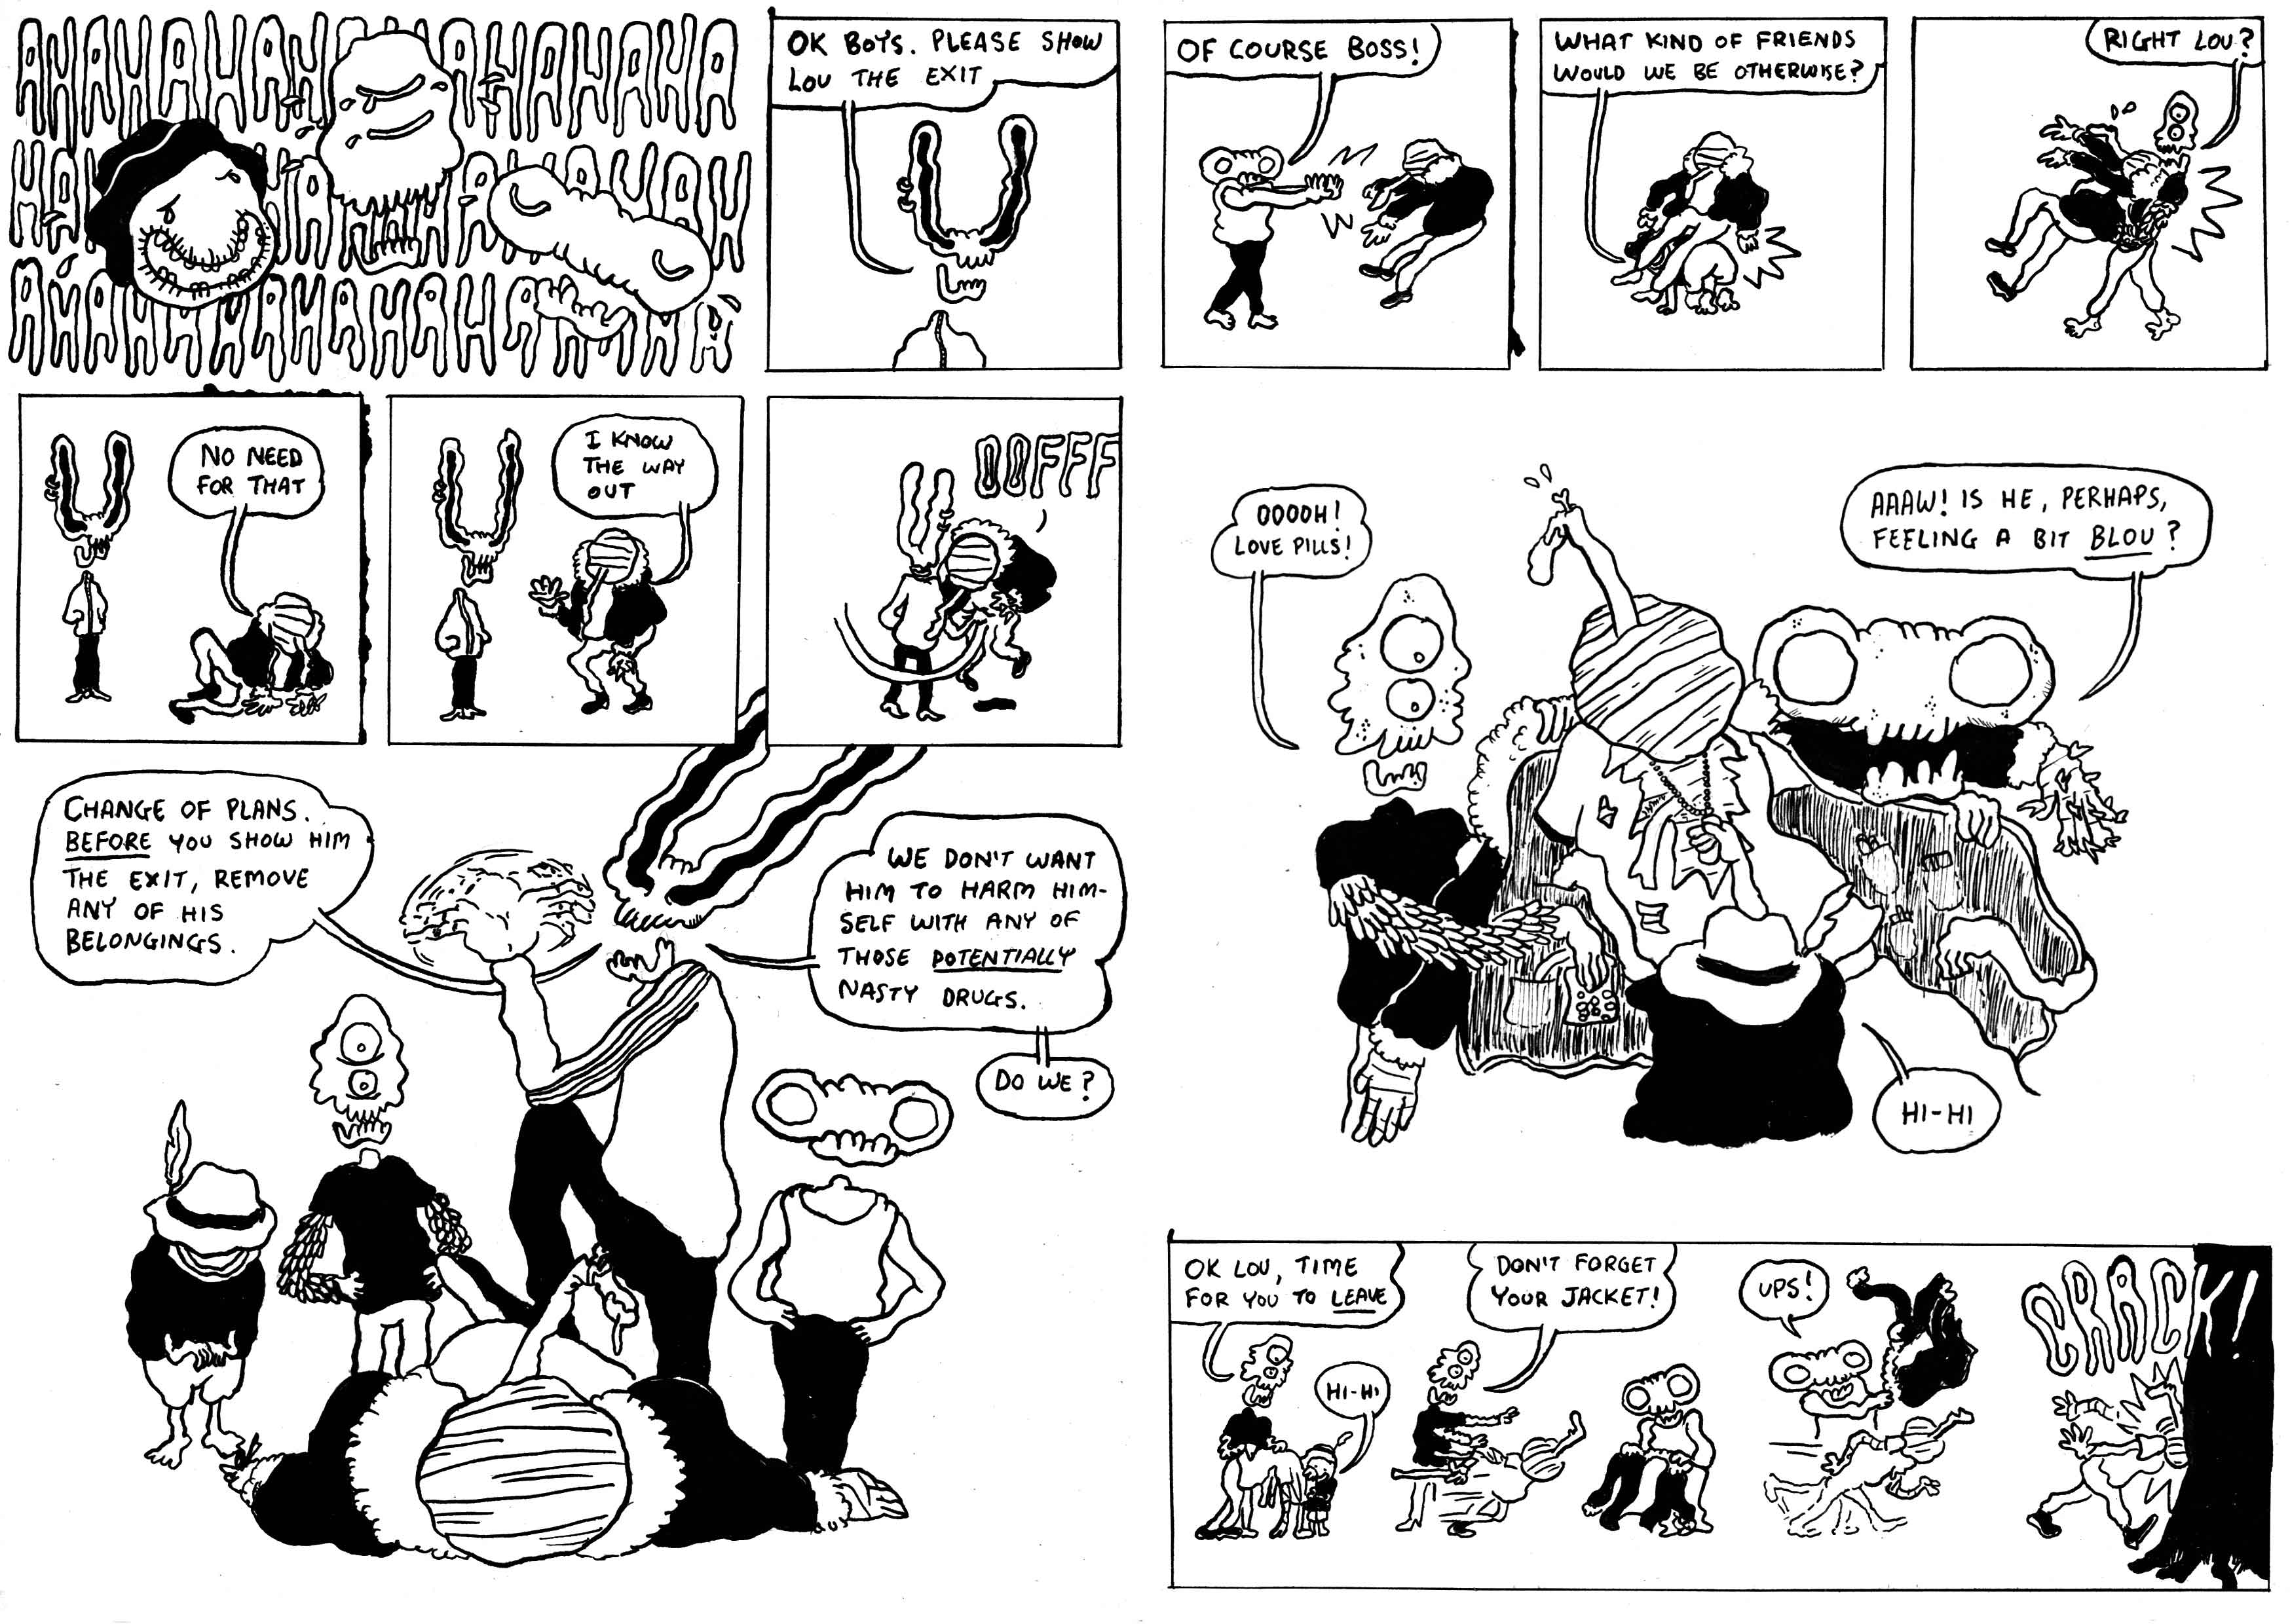 AHAHAHAHAHAHAHAHAHA
HAHAHAHAHAHAHAHAH
AHAHAHAHAHAHAHAHAHAH
OK BOYS. PLEASE SHOW
LOU THE EXIT
NO NEED
FOR THAT
I KNOW
THE WAY
OUT
OOFFF
CHANGE OF PLANS.
BEFORE YOU SHOW HIM
THE EXIT, REMOVE
ANY OF HIS
BELONGINGS.
WE DON'T WANT
HIM TO HARM HIM-
SELF WITH ANY OF
THOSE POTENTIALLY
NASTY DRUGS.
DO WE?
OF COURSE BOSS!
WHAT KIND OF FRIENDS
WOULD WE BE OTHERWISE?
RIGHT LOU?
OOOOH!
LOVE PILLS!
AAAW! IS HE, PERHAPS,
FEELING A BIT BLOU?
HI-HI
OK LOU, TIME
FOR YOU TO LEAVE
HI-HI
DON'T FORGET
YOUR JACKET!
UPS!
CRACK!